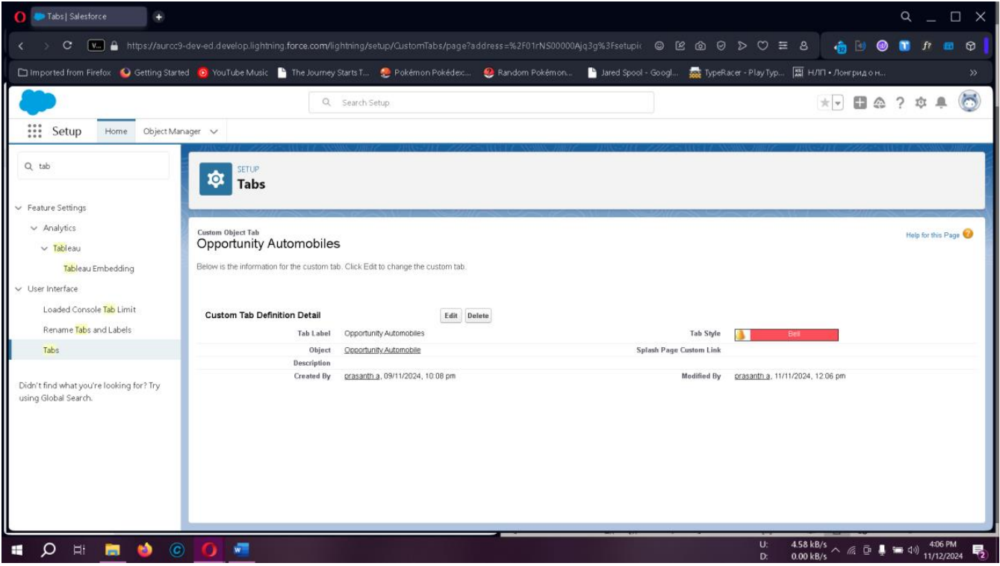 Tabs | Salesforce
V...
https://aurcc9-dev-ed.develop.lightning.force.com/lightning/setup/CustomTabs/page?address=%2F01rNS00000Ajq3g%3Fsetupic
Imported from Firefox
Getting Started
YouTube Music
The Journey Starts T...
Pokémon Pokédex...
Random Pokémon...
Jared Spool - Googl...
TypeRacer - Play Typ...
НЛП • Лонгрид о н...
Search Setup
Setup
Home
Object Manager
tab
Feature Settings
Analytics
Tableau
Tableau Embedding
User Interface
Loaded Console Tab Limit
Rename Tabs and Labels
Tabs
Didn't find what you're looking for? Try
using Global Search.
SETUP
Tabs
Custom Object Tab
Opportunity Automobiles
Help for this Page
Below is the information for the custom tab. Click Edit to change the custom tab.
Custom Tab Definition Detail
Edit
Delete
Tab Label Opportunity Automobiles
Tab Style Bell
Object Opportunity Automobile
Splash Page Custom Link
Description
Created By prasanth a, 09/11/2024, 10:08 pm
Modified By prasanth a, 11/11/2024, 12:06 pm
U: 4.58 kB/s
D: 0.00 kB/s
4:06 PM
11/12/2024
2